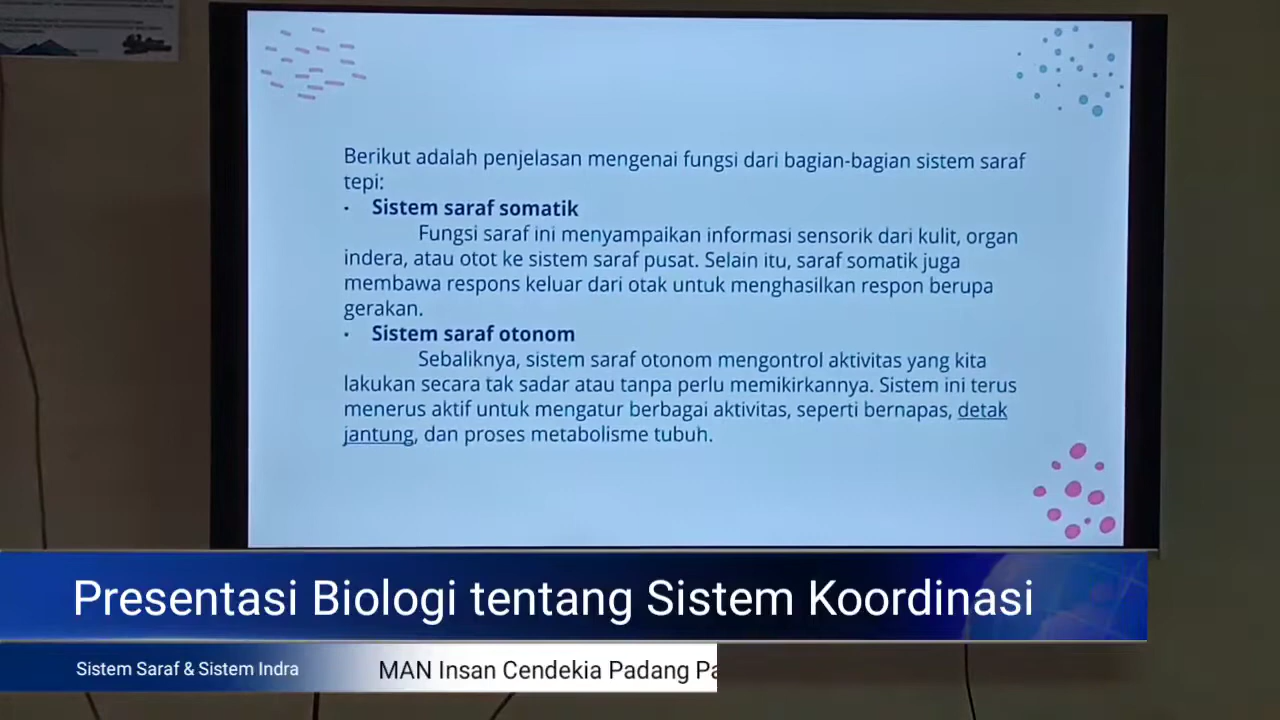 Berikut adalah penjelasan mengenai fungsi dari bagian-bagian sistem saraf
tepi:
· Sistem saraf somatik
Fungsi saraf ini menyampaikan informasi sensorik dari kulit, organ
indera, atau otot ke sistem saraf pusat. Selain itu, saraf somatik juga
membawa respons keluar dari otak untuk menghasilkan respon berupa
gerakan.
· Sistem saraf otonom
Sebaliknya, sistem saraf otonom mengontrol aktivitas yang kita
lakukan secara tak sadar atau tanpa perlu memikirkannya. Sistem ini terus
menerus aktif untuk mengatur berbagai aktivitas, seperti bernapas, detak
jantung, dan proses metabolisme tubuh.
Presentasi Biologi tentang Sistem Koordinasi
Sistem Saraf & Sistem Indra
MAN Insan Cendekia Padang Pa